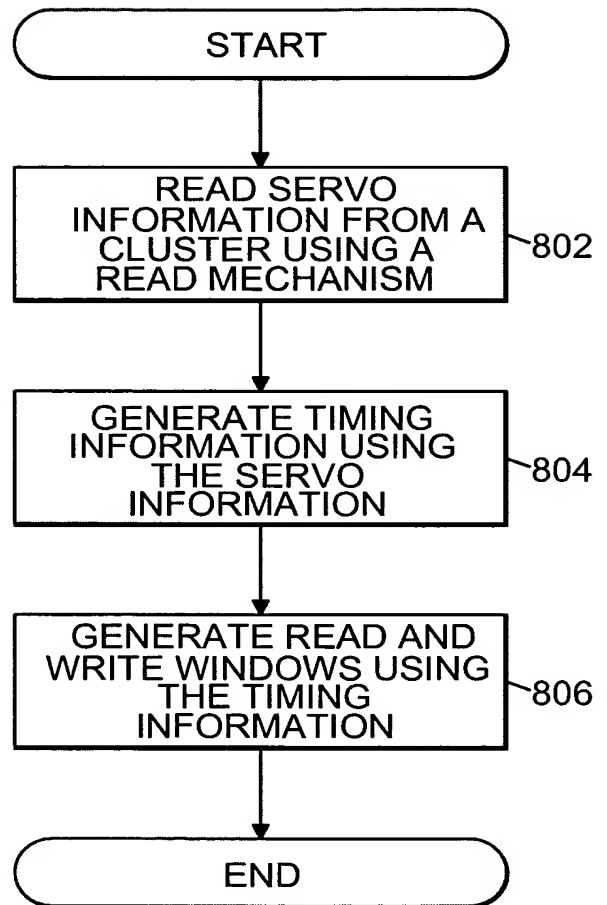 START
READ SERVO
INFORMATION FROM A
CLUSTER USING A
READ MECHANISM
802
GENERATE TIMING
INFORMATION USING
THE SERVO
INFORMATION
804
GENERATE READ AND
WRITE WINDOWS USING
THE TIMING
INFORMATION
806
END